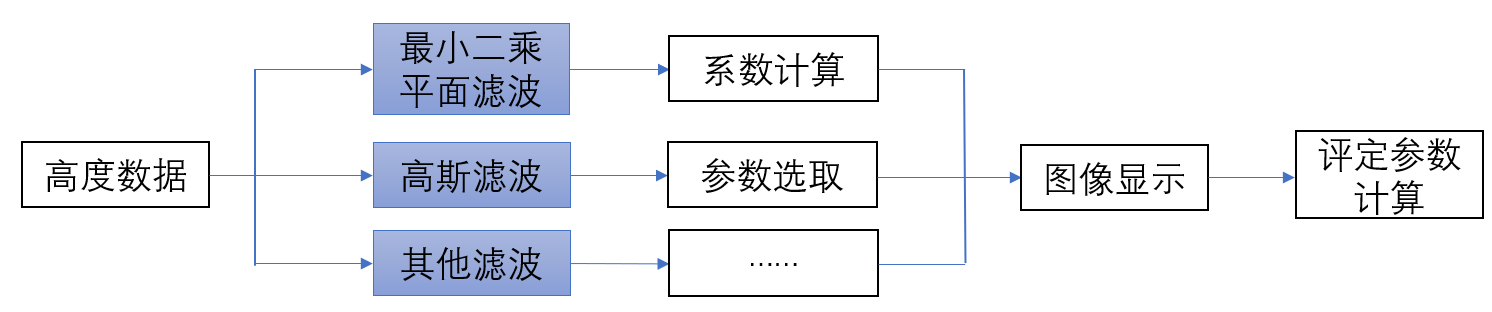 最小二乘
平面滤波
系数计算
高度数据
高斯滤波
参数选取
图像显示
评定参数
计算
其他滤波
……